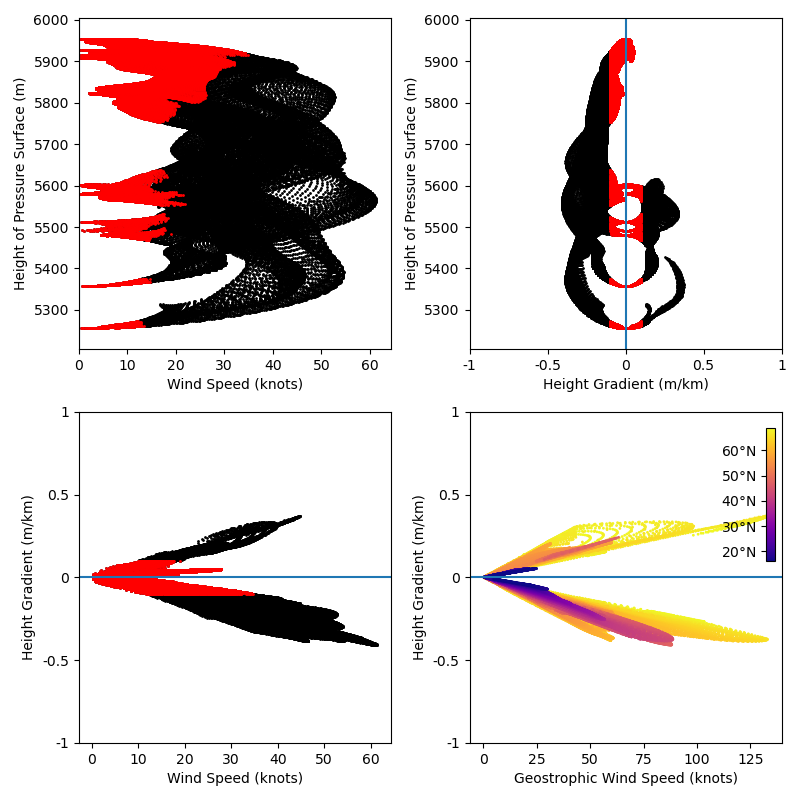 6000
5900
5800
5700
5600
5500
5400
5300
0 10 20 30 40 50 60
Wind Speed (knots)
Height of Pressure Surface (m)
6000
5900
5800
5700
5600
5500
5400
5300
-1 -0.5 0 0.5 1
Height Gradient (m/km)
Height of Pressure Surface (m)
1
0.5
0
-0.5
-1
0 10 20 30 40 50 60
Wind Speed (knots)
Height Gradient (m/km)
1
0.5
0
-0.5
-1
0 25 50 75 100 125
Geostrophic Wind Speed (knots)
Height Gradient (m/km)
60°N
50°N
40°N
30°N
20°N